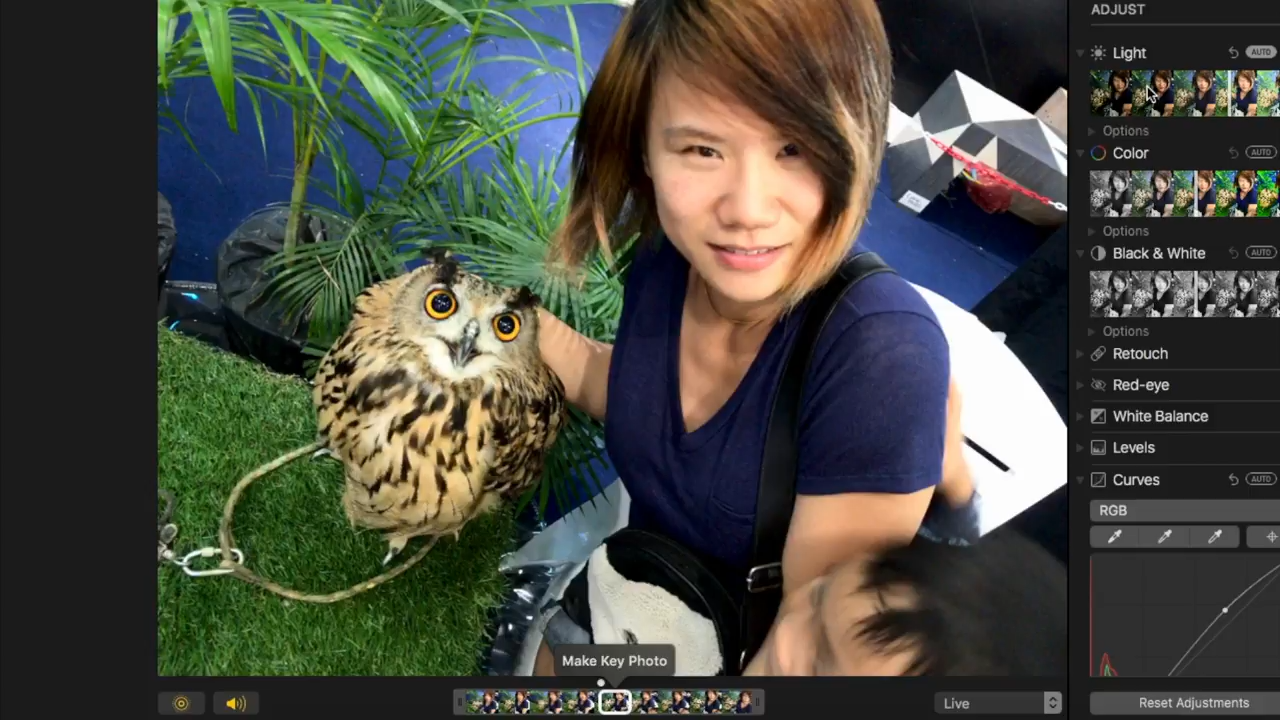 ADJUST
Light
AUTO
Options
Color
AUTO
Options
Black & White
AUTO
Options
Retouch
Red-eye
White Balance
Levels
Curves
AUTO
RGB
Make Key Photo
Live
Reset Adjustments